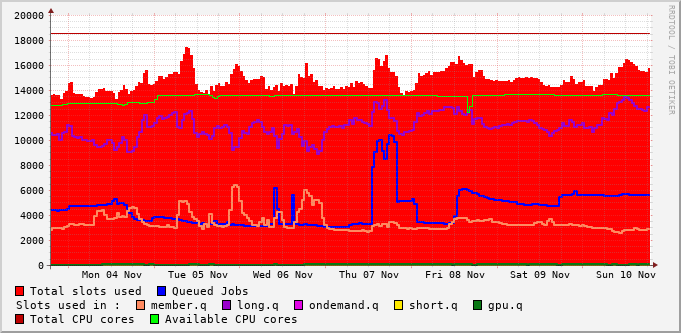 20000
18000
16000
14000
12000
10000
8000
6000
4000
2000
0
Mon 04 Nov Tue 05 Nov Wed 06 Nov Thu 07 Nov Fri 08 Nov Sat 09 Nov Sun 10 Nov
Total slots used Queued Jobs
Slots used in : member.q long.q ondemand.q short.q gpu.q
Total CPU cores Available CPU cores
RRDTOOL / TOBI OETIKER